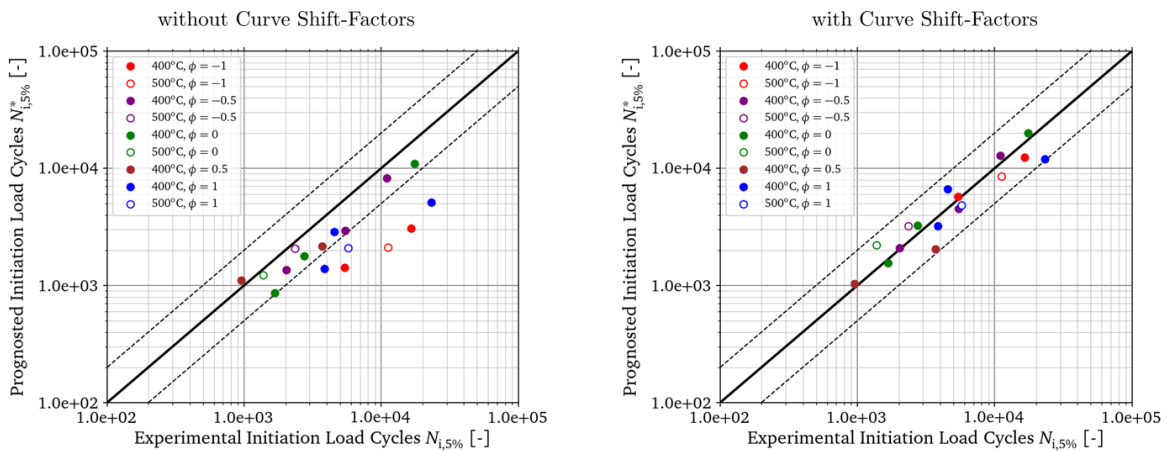 without Curve Shift-Factors
1.0e+05
1.0e+04
1.0e+03
1.0e+02
Prognosted Initiation Load Cycles N*i,5% [-]
400°C, ϕ = −1
500°C, ϕ = −1
400°C, ϕ = −0.5
500°C, ϕ = −0.5
400°C, ϕ = 0
500°C, ϕ = 0
400°C, ϕ = 0.5
400°C, ϕ = 1
500°C, ϕ = 1
1.0e+02 1.0e+03 1.0e+04 1.0e+05
Experimental Initiation Load Cycles Ni,5% [-]
with Curve Shift-Factors
1.0e+05
1.0e+04
1.0e+03
1.0e+02
Prognosted Initiation Load Cycles N*i,5% [-]
400°C, ϕ = −1
500°C, ϕ = −1
400°C, ϕ = −0.5
500°C, ϕ = −0.5
400°C, ϕ = 0
500°C, ϕ = 0
400°C, ϕ = 0.5
400°C, ϕ = 1
500°C, ϕ = 1
1.0e+02 1.0e+03 1.0e+04 1.0e+05
Experimental Initiation Load Cycles Ni,5% [-]